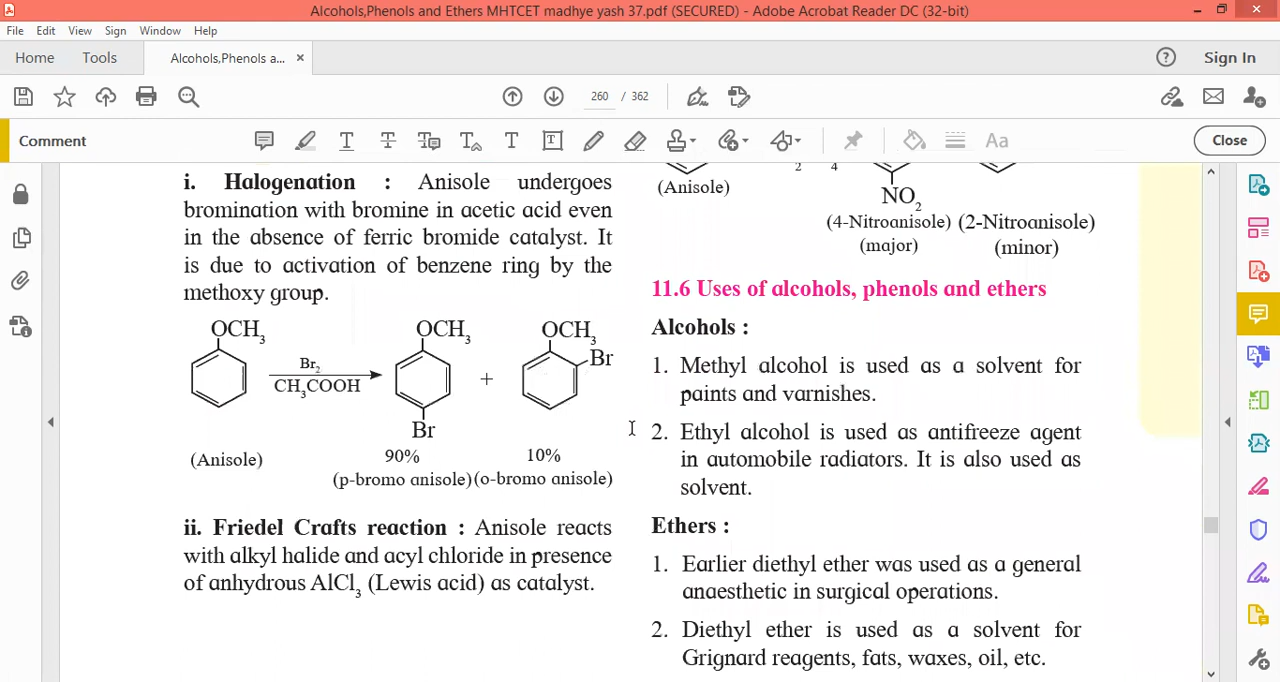 Alcohols,Phenols and Ethers MHTCET madhye yash 37.pdf (SECURED) - Adobe Acrobat Reader DC (32-bit)
File Edit View Sign Window Help
Home Tools Alcohols,Phenols a... × Sign In
260 / 362
Comment Close
i. Halogenation : Anisole undergoes
bromination with bromine in acetic acid even
in the absence of ferric bromide catalyst. It
is due to activation of benzene ring by the
methoxy group.
OCH3 OCH3 OCH3
Br2 Br
CH3COOH +
Br
(Anisole) 90% 10%
(p-bromo anisole) (o-bromo anisole)
ii. Friedel Crafts reaction : Anisole reacts
with alkyl halide and acyl chloride in presence
of anhydrous AlCl3 (Lewis acid) as catalyst.
2 4
(Anisole) NO2
(4-Nitroanisole) (2-Nitroanisole)
(major) (minor)
11.6 Uses of alcohols, phenols and ethers
Alcohols :
1. Methyl alcohol is used as a solvent for
paints and varnishes.
2. Ethyl alcohol is used as antifreeze agent
in automobile radiators. It is also used as
solvent.
Ethers :
1. Earlier diethyl ether was used as a general
anaesthetic in surgical operations.
2. Diethyl ether is used as a solvent for
Grignard reagents, fats, waxes, oil, etc.